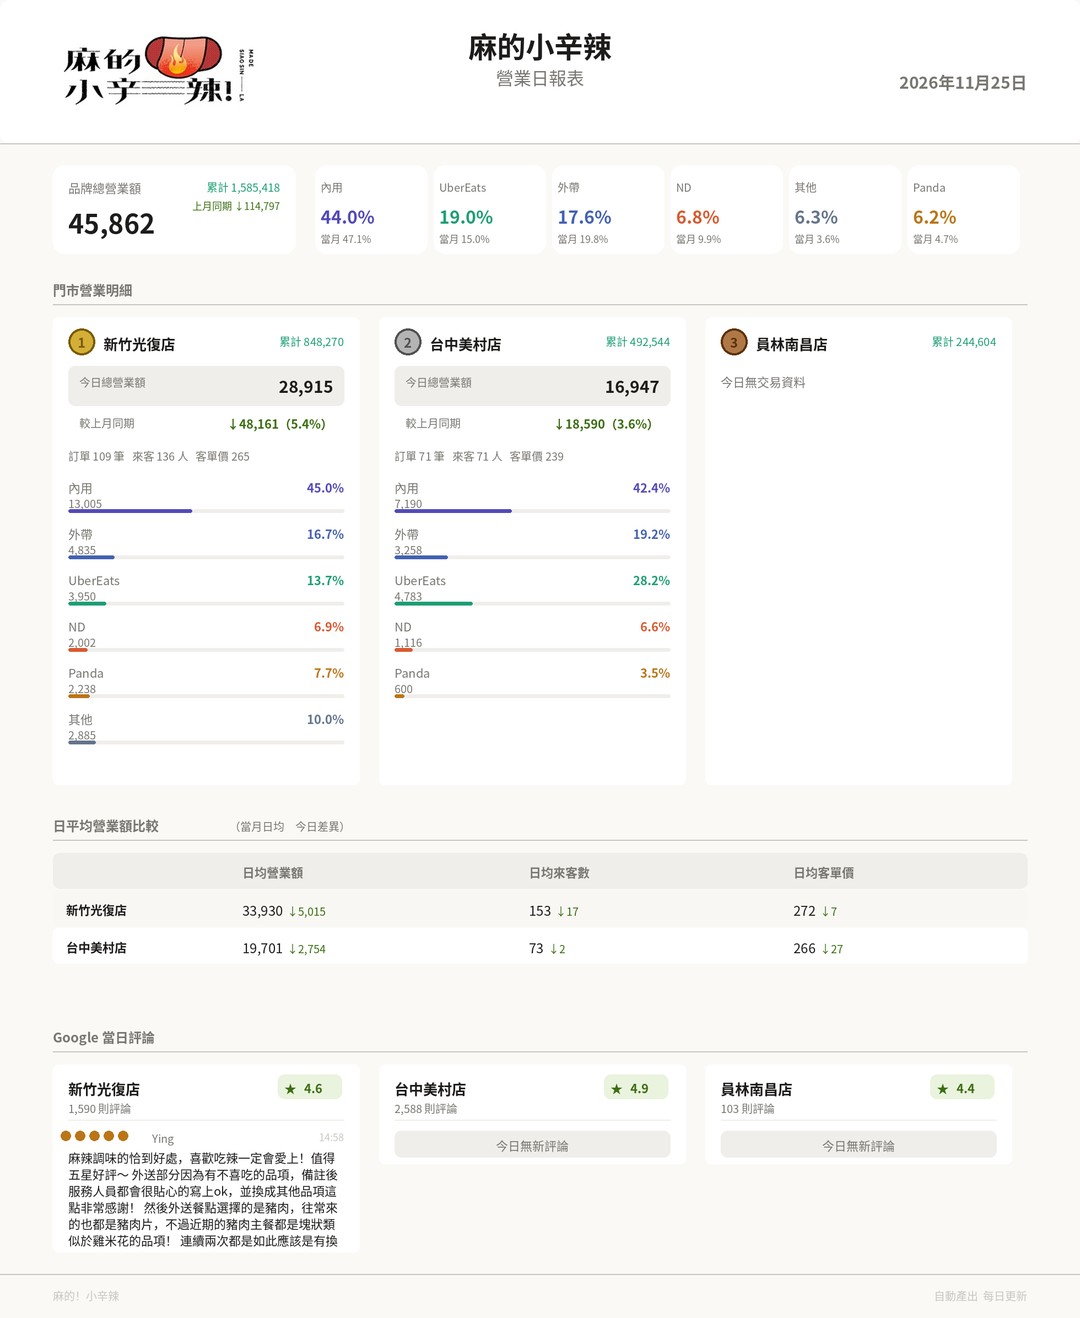 麻的
小辛辣!
MADE
SIAO SIN LA
麻的小辛辣
營業日報表
2026年11月25日
品牌總營業額
累計 1,585,418
上月同期 ↓114,797
45,862
內用
44.0%
當月 47.1%
UberEats
19.0%
當月 15.0%
外帶
17.6%
當月 19.8%
ND
6.8%
當月 9.9%
其他
6.3%
當月 3.6%
Panda
6.2%
當月 4.7%
門市營業明細
1 新竹光復店 累計 848,270
今日總營業額 28,915
較上月同期 ↓48,161 (5.4%)
訂單 109 筆 來客 136 人 客單價 265
內用 45.0%
13,005
外帶 16.7%
4,835
UberEats 13.7%
3,950
ND 6.9%
2,002
Panda 7.7%
2,238
其他 10.0%
2,885
2 台中美村店 累計 492,544
今日總營業額 16,947
較上月同期 ↓18,590 (3.6%)
訂單 71 筆 來客 71 人 客單價 239
內用 42.4%
7,190
外帶 19.2%
3,258
UberEats 28.2%
4,783
ND 6.6%
1,116
Panda 3.5%
600
3 員林南昌店 累計 244,604
今日無交易資料
日平均營業額比較 (當月日均 今日差異)
日均營業額 日均來客數 日均客單價
新竹光復店 33,930 ↓5,015 153 ↓17 272 ↓7
台中美村店 19,701 ↓2,754 73 ↓2 266 ↓27
Google 當日評論
新竹光復店 ★ 4.6
1,590 則評論
Ying 14:58
麻辣調味的恰到好處，喜歡吃辣一定會愛上！值得
五星好評～ 外送部分因為有不喜吃的品項，備註後
服務人員都會很貼心的寫上ok，並換成其他品項這
點非常感謝！ 然後外送餐點選擇的是豬肉，往常來
的也都是豬肉片，不過近期的豬肉主餐都是塊狀類
似於雞米花的品項！ 連續兩次都是如此應該是有換
台中美村店 ★ 4.9
2,588 則評論
今日無新評論
員林南昌店 ★ 4.4
103 則評論
今日無新評論
麻的！小辛辣
自動產出 每日更新